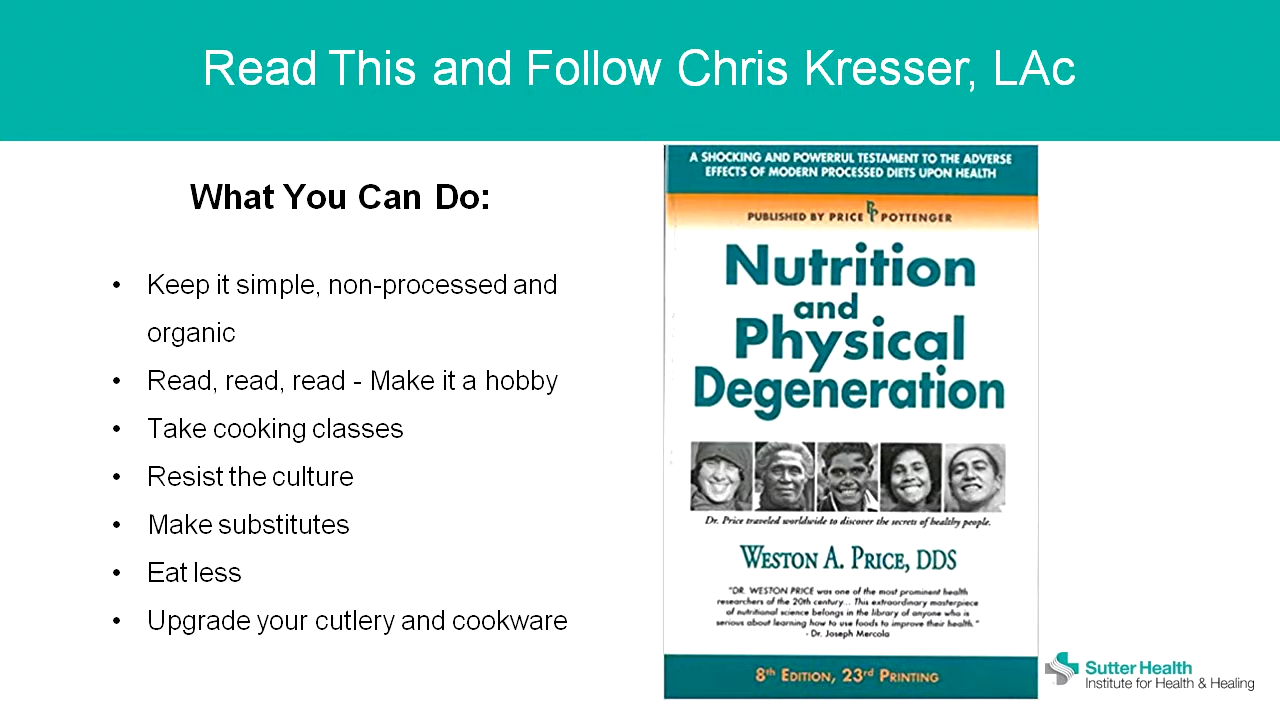 Read This and Follow Chris Kresser, LAc
What You Can Do:
• Keep it simple, non-processed and
organic
• Read, read, read - Make it a hobby
• Take cooking classes
• Resist the culture
• Make substitutes
• Eat less
• Upgrade your cutlery and cookware
A SHOCKING AND POWERRUL TESTAMENT TO THE ADVERSE
EFFECTS OF MODERN PROCESSED DIETS UPON HEALTH
PUBLISHED BY PRICE PP POTTENGER
Nutrition
and
Physical
Degeneration
Dr. Price traveled worldwide to discover the secrets of healthy people.
WESTON A. PRICE, DDS
"DR. WESTON PRICE was one of the most prominent health
researchers of the 20th century... This extraordinary masterpiece
of nutritional science belongs in the library of anyone who is
serious about learning how to use foods to improve their health."
- Dr. Joseph Mercola
8th EDITION, 23rd PRINTING
Sutter Health
Institute for Health & Healing